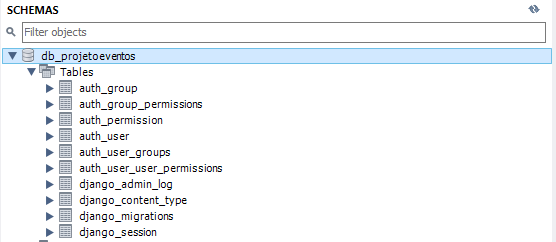 SCHEMAS
Filter objects
db_projetoeventos
Tables
auth_group
auth_group_permissions
auth_permission
auth_user
auth_user_groups
auth_user_user_permissions
django_admin_log
django_content_type
django_migrations
django_session